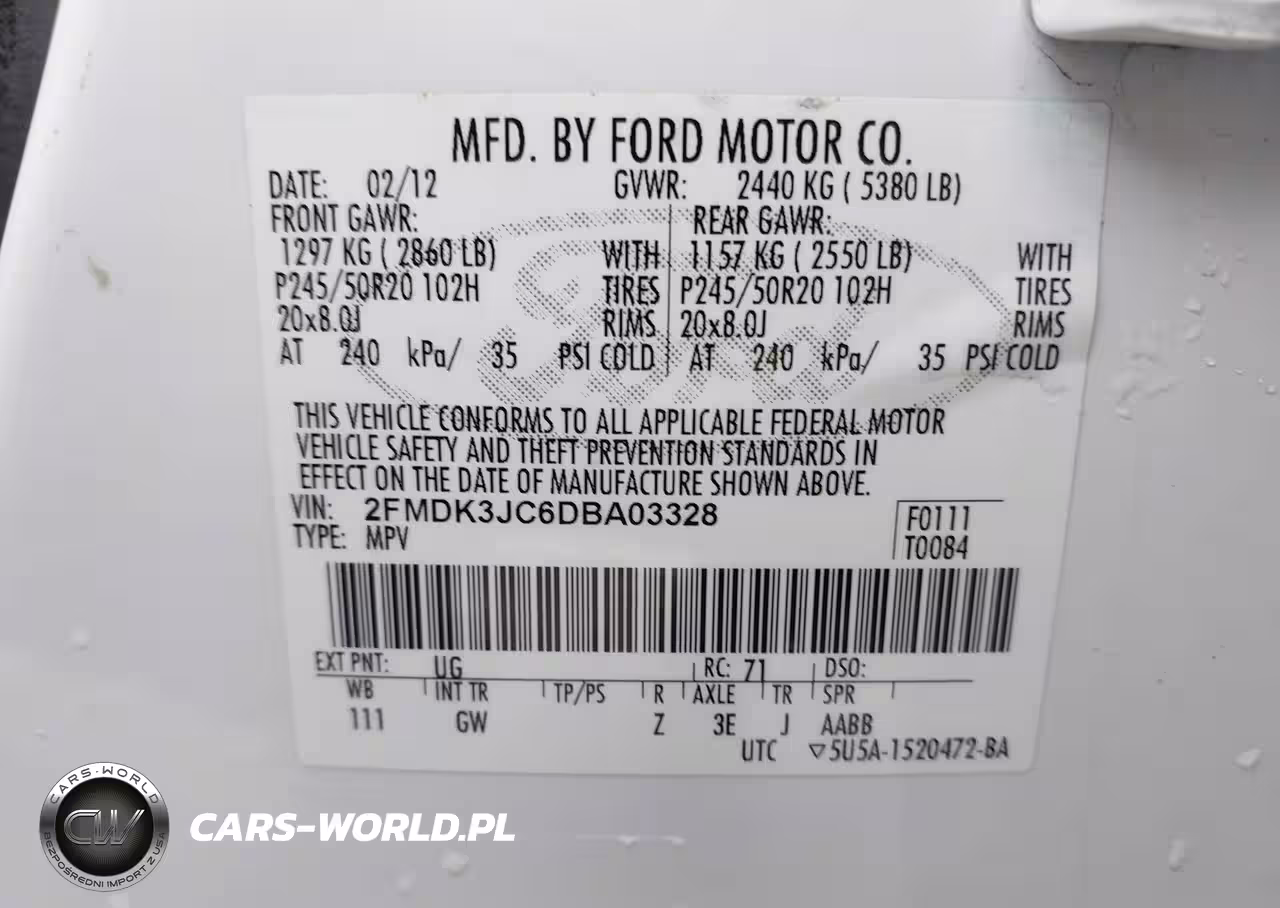 MFD. BY FORD MOTOR CO.
DATE: 02/12 GVWR: 2440 KG ( 5380 LB)
FRONT GAWR: REAR GAWR:
1297 KG ( 2860 LB) WITH 1157 KG ( 2550 LB) WITH
P245/50R20 102H TIRES P245/50R20 102H TIRES
20x8.0J RIMS 20x8.0J RIMS
AT 240 kPa/ 35 PSI COLD AT 240 kPa/ 35 PSI COLD
Ford
THIS VEHICLE CONFORMS TO ALL APPLICABLE FEDERAL MOTOR
VEHICLE SAFETY AND THEFT PREVENTION STANDARDS IN
EFFECT ON THE DATE OF MANUFACTURE SHOWN ABOVE.
VIN: 2FMDK3JC6DBA03328 F0111
TYPE: MPV T0084
EXT PNT: UG RC: 71 DSO:
WB INT TR TP/PS R AXLE TR SPR
111 GW Z 3E J AABB
UTC ▽5U5A-1520472-BA
CARS-WORLD
CW
BEZPOŚREDNI IMPORT Z USA
CARS-WORLD.PL